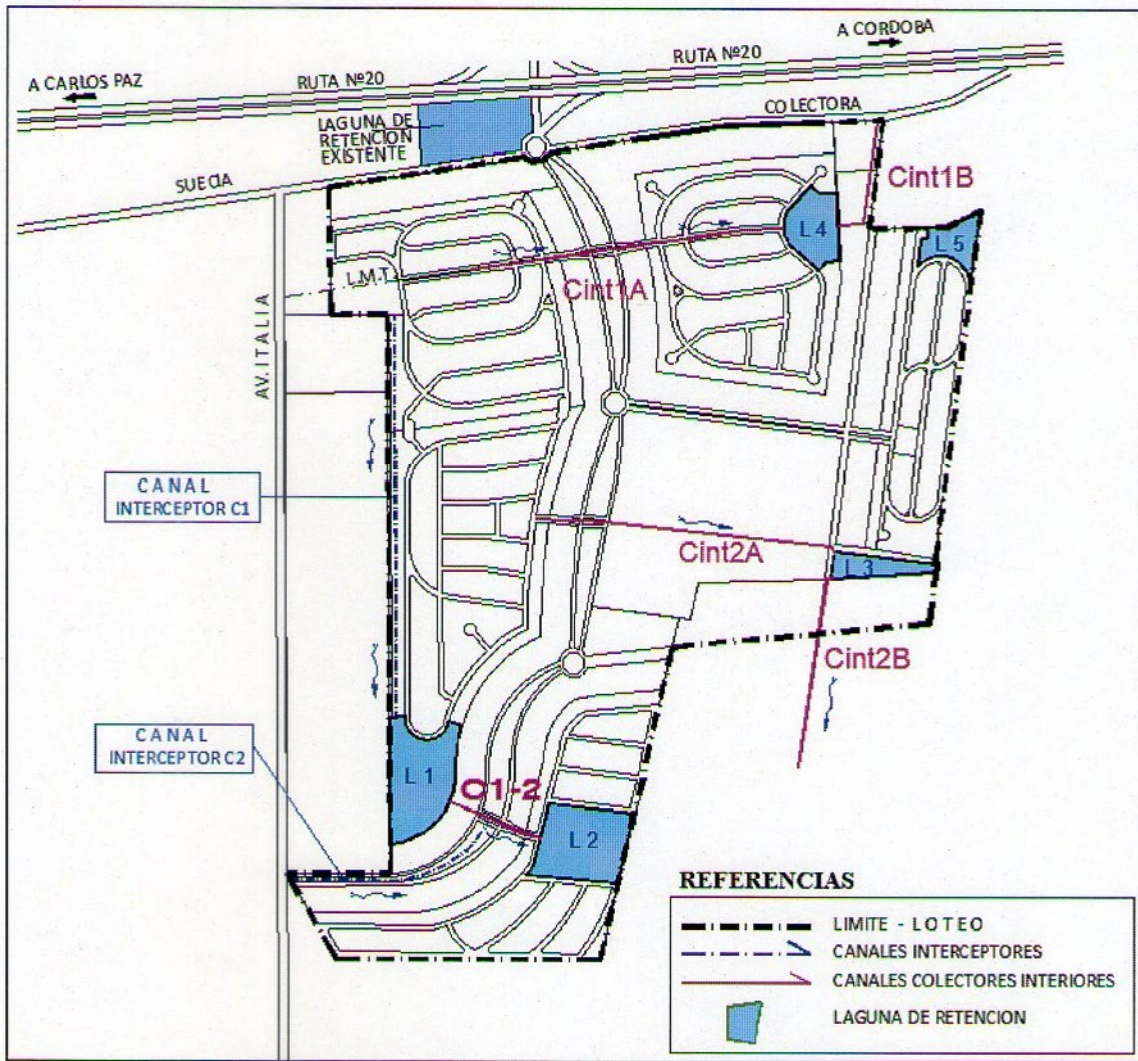 A CORDOBA
RUTA Nº20
RUTA Nº20
A CARLOS PAZ
COLECTORA
LAGUNA DE
RETENCION
EXISTENTE
SUECIA
Cint1B
L 4
L 5
L.M.T.
Cint1A
AV. ITALIA
CANAL
INTERCEPTOR C1
Cint2A
L 3
Cint2B
CANAL
INTERCEPTOR C2
L 1
C1-2
L 2
REFERENCIAS
LIMITE - LOTEO
CANALES INTERCEPTORES
CANALES COLECTORES INTERIORES
LAGUNA DE RETENCION